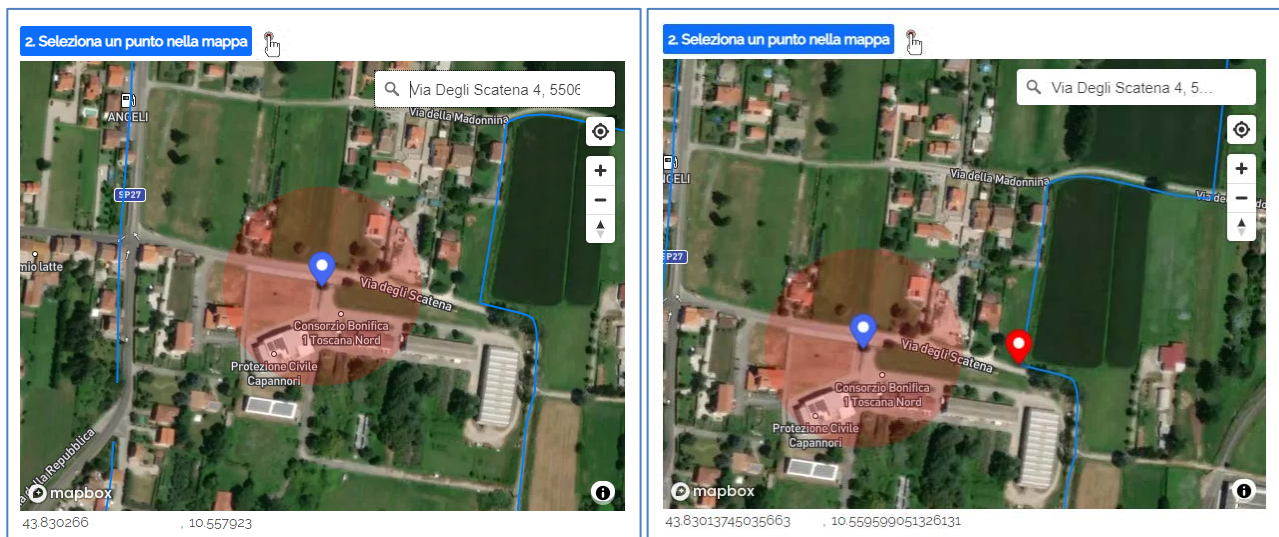 2. Seleziona un punto nella mappa
Via Degli Scatena 4, 5506
ANGELI
Via della Madonnina
SP27
mio latte
Via degli Scatena
Consorzio Bonifica
1 Toscana Nord
Protezione Civile
Capannori
della Repubblica
mapbox
43.830266 , 10.557923
2. Seleziona un punto nella mappa
Via Degli Scatena 4, 5...
NGELI
Via della Madonnina
Via de
P27
Via degli Scatena
Consorzio Bonifica
1 Toscana Nord
Protezione Civile
Capannori
mapbox
43.83013745035663 , 10.559599051326131